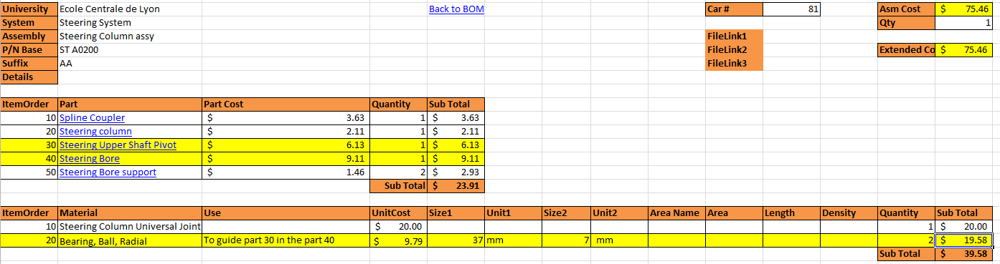 University Ecole Centrale de Lyon Back to BOM Car # 81 Asm Cost $ 75.46
System Steering System Qty 1
Assembly Steering Column assy FileLink1
P/N Base ST A0200 FileLink2 Extended Co $ 75.46
Suffix AA FileLink3
Details
ItemOrder Part Part Cost Quantity Sub Total
10 Spline Coupler $ 3.63 1 $ 3.63
20 Steering column $ 2.11 1 $ 2.11
30 Steering Upper Shaft Pivot $ 6.13 1 $ 6.13
40 Steering Bore $ 9.11 1 $ 9.11
50 Steering Bore support $ 1.46 2 $ 2.93
Sub Total $ 23.91
ItemOrder Material Use UnitCost Size1 Unit1 Size2 Unit2 Area Name Area Length Density Quantity Sub Total
10 Steering Column Universal Joint $ 20.00 1 $ 20.00
20 Bearing, Ball, Radial To guide part 30 in the part 40 $ 9.79 37 mm 7 mm 2 $ 19.58
Sub Total $ 39.58